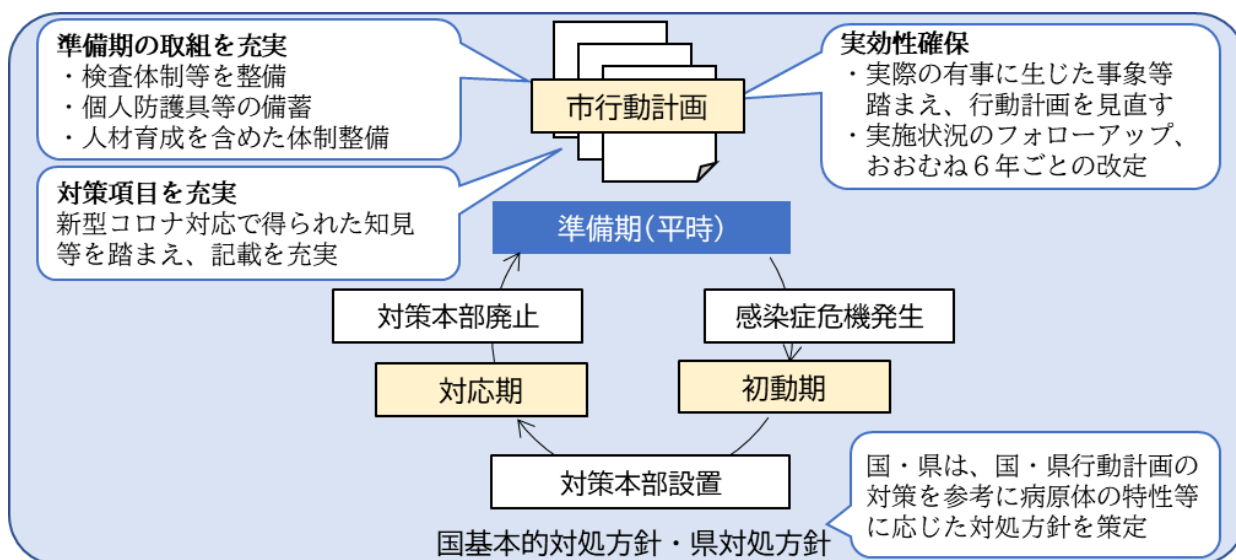 準備期の取組を充実
・検査体制等を整備
・個人防護具等の備蓄
・人材育成を含めた体制整備
市行動計画
実効性確保
・実際の有事に生じた事象等
踏まえ、行動計画を見直す
・実施状況のフォローアップ、
おおむね６年ごとの改定
対策項目を充実
新型コロナ対応で得られた知見
等を踏まえ、記載を充実
準備期（平時）
対策本部廃止
感染症危機発生
対応期
初動期
対策本部設置
国・県は、国・県行動計画の
対策を参考に病原体の特性等
に応じた対処方針を策定
国基本的対処方針・県対処方針